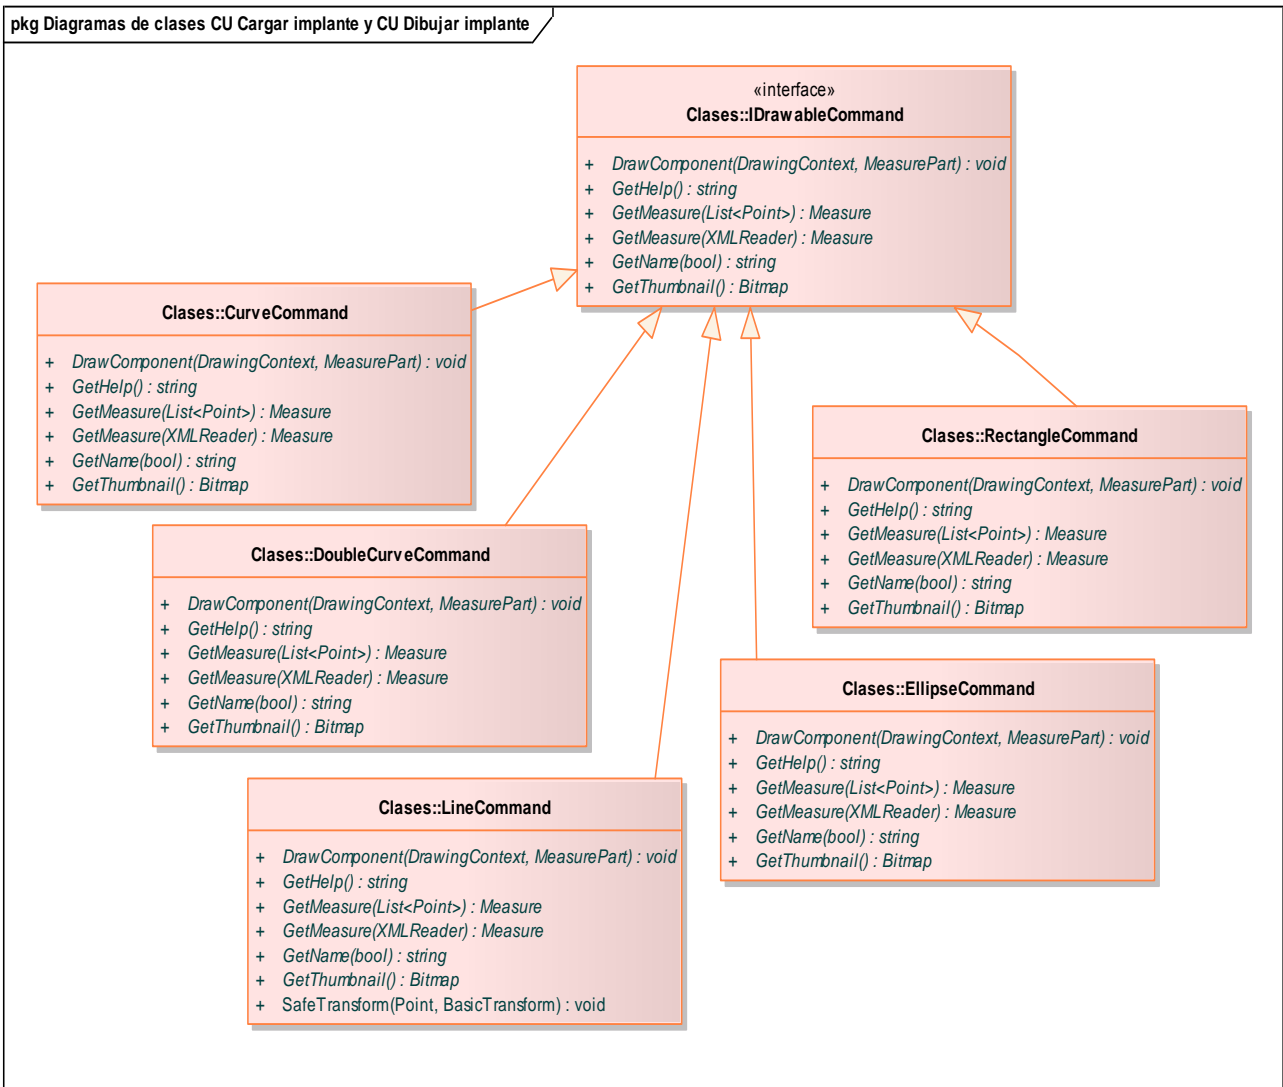 pkg Diagramas de clases CU Cargar implante y CU Dibujar implante
«interface»
Clases::IDrawableCommand
+ DrawComponent(DrawingContext, MeasurePart) : void
+ GetHelp() : string
+ GetMeasure(List<Point>) : Measure
+ GetMeasure(XMLReader) : Measure
+ GetName(bool) : string
+ GetThumbnail() : Bitmap
Clases::CurveCommand
+ DrawComponent(DrawingContext, MeasurePart) : void
+ GetHelp() : string
+ GetMeasure(List<Point>) : Measure
+ GetMeasure(XMLReader) : Measure
+ GetName(bool) : string
+ GetThumbnail() : Bitmap
Clases::RectangleCommand
+ DrawComponent(DrawingContext, MeasurePart) : void
+ GetHelp() : string
+ GetMeasure(List<Point>) : Measure
+ GetMeasure(XMLReader) : Measure
+ GetName(bool) : string
+ GetThumbnail() : Bitmap
Clases::DoubleCurveCommand
+ DrawComponent(DrawingContext, MeasurePart) : void
+ GetHelp() : string
+ GetMeasure(List<Point>) : Measure
+ GetMeasure(XMLReader) : Measure
+ GetName(bool) : string
+ GetThumbnail() : Bitmap
Clases::EllipseCommand
+ DrawComponent(DrawingContext, MeasurePart) : void
+ GetHelp() : string
+ GetMeasure(List<Point>) : Measure
+ GetMeasure(XMLReader) : Measure
+ GetName(bool) : string
+ GetThumbnail() : Bitmap
Clases::LineCommand
+ DrawComponent(DrawingContext, MeasurePart) : void
+ GetHelp() : string
+ GetMeasure(List<Point>) : Measure
+ GetMeasure(XMLReader) : Measure
+ GetName(bool) : string
+ GetThumbnail() : Bitmap
+ SafeTransform(Point, BasicTransform) : void